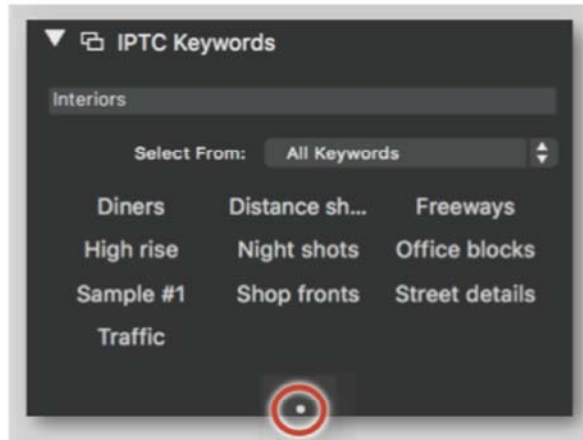 IPTC Keywords
Interiors
Select From: All Keywords
Diners Distance sh... Freeways
High rise Night shots Office blocks
Sample #1 Shop fronts Street details
Traffic